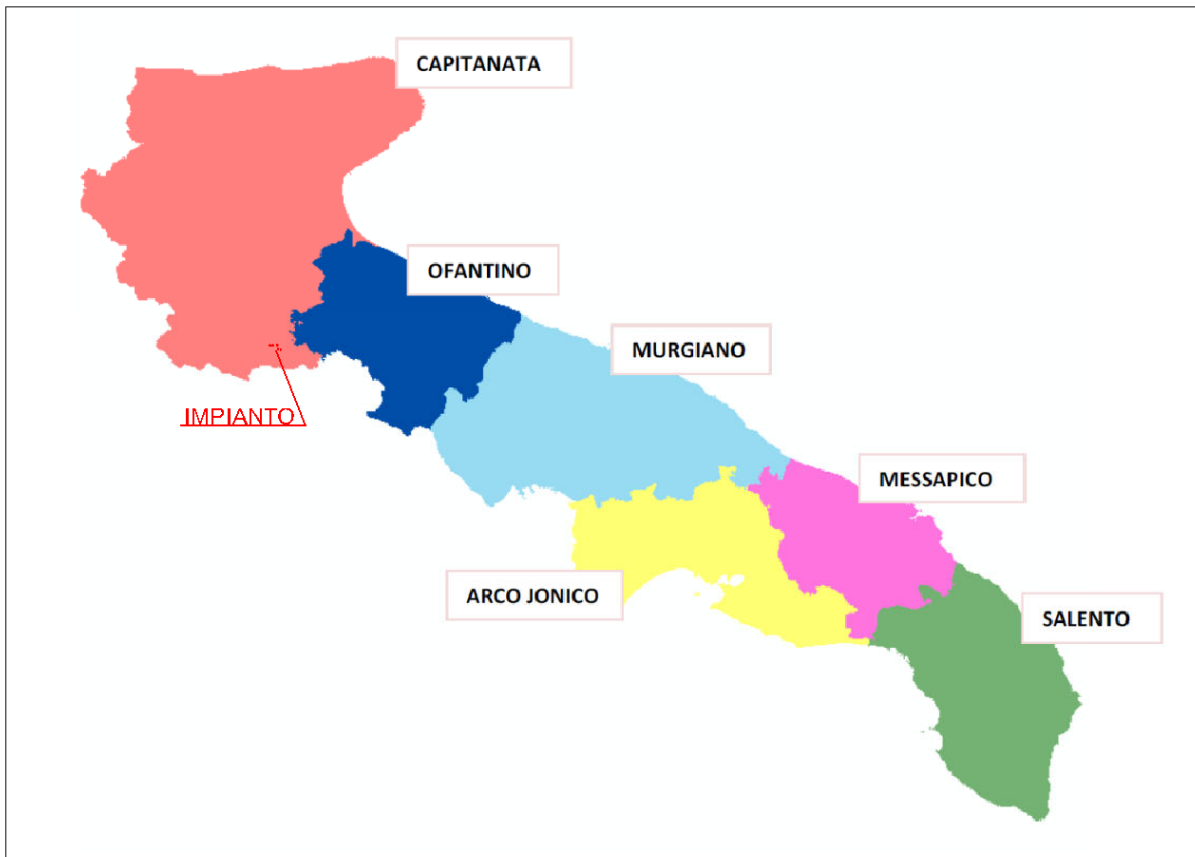 CAPITANATA
OFANTINO
MURGIANO
IMPIANTO
MESSAPICO
ARCO JONICO
SALENTO